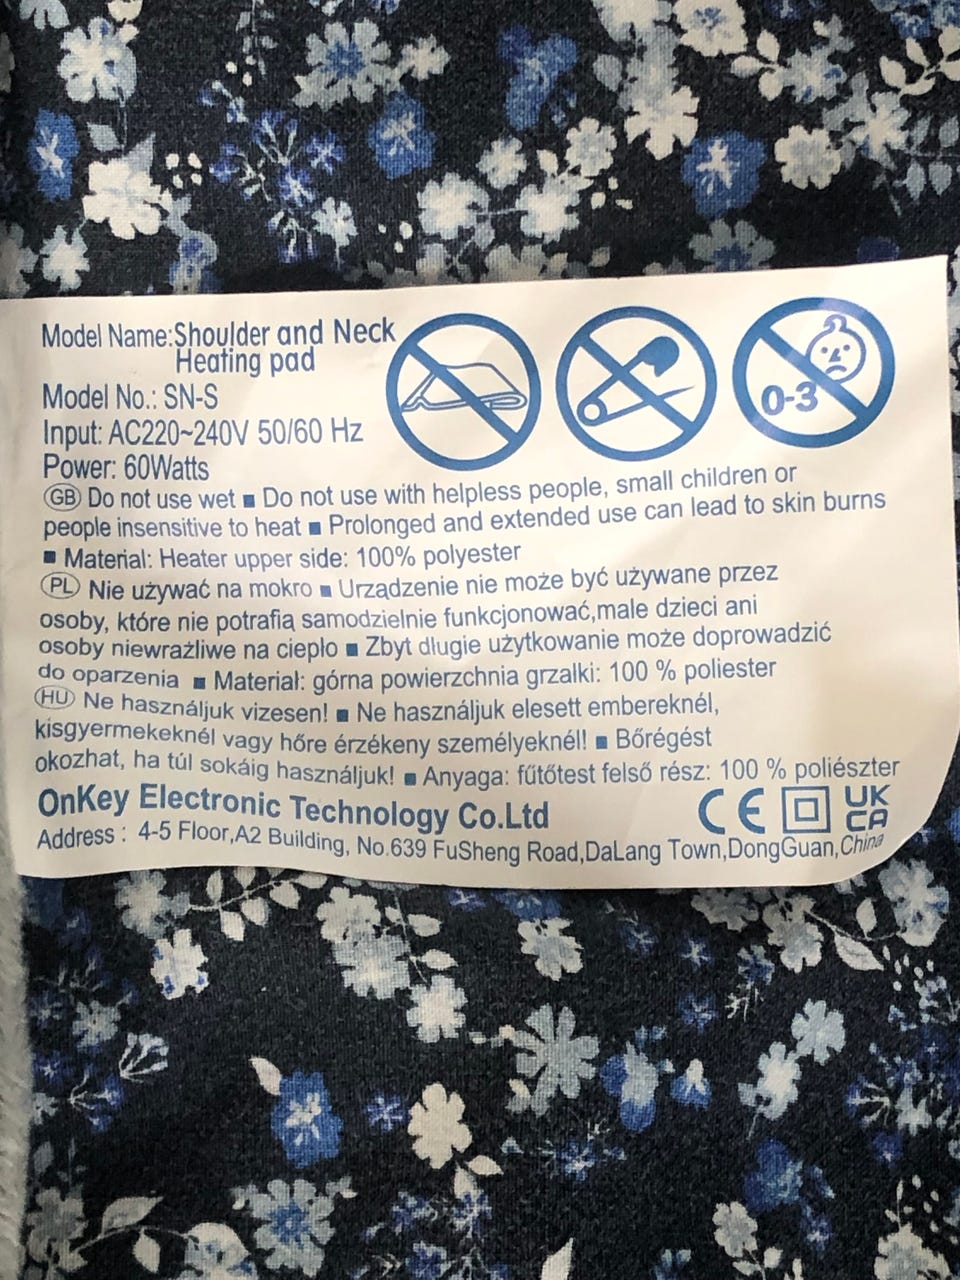 Model Name:Shoulder and Neck
Heating pad
Model No.: SN-S
Input: AC220~240V 50/60 Hz
Power: 60Watts
0-3
GB Do not use wet ■ Do not use with helpless people, small children or
people insensitive to heat ■ Prolonged and extended use can lead to skin burns
■ Material: Heater upper side: 100% polyester
PL Nie używać na mokro ■ Urządzenie nie może być używane przez
osoby, które nie potrafią samodzielnie funkcjonować,male dzieci ani
osoby niewrażliwe na ciepło ■ Zbyt długie użytkowanie może doprowadzić
do oparzenia ■ Materiał: górna powierzchnia grzalki: 100 % poliester
HU Ne használjuk vizesen! ■ Ne használjuk elesett embereknél,
kisgyermekeknél vagy hőre érzékeny személyeknél! ■ Bőrégést
okozhat, ha túl sokáig használjuk! ■ Anyaga: fűtőtest felső rész: 100 % poliészter
OnKey Electronic Technology Co.Ltd
CE UK
CA
Address : 4-5 Floor,A2 Building, No.639 FuSheng Road,DaLang Town,DongGuan,China